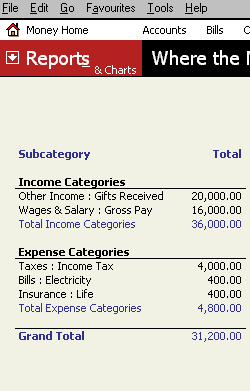 File Edit Go Favourites Tools Help
Money Home Accounts Bills
Reports
& Charts
Where the
Subcategory Total
Income Categories
Other Income : Gifts Received 20,000.00
Wages & Salary : Gross Pay 16,000.00
Total Income Categories 36,000.00
Expense Categories
Taxes : Income Tax 4,000.00
Bills : Electricity 400.00
Insurance : Life 400.00
Total Expense Categories 4,800.00
Grand Total 31,200.00